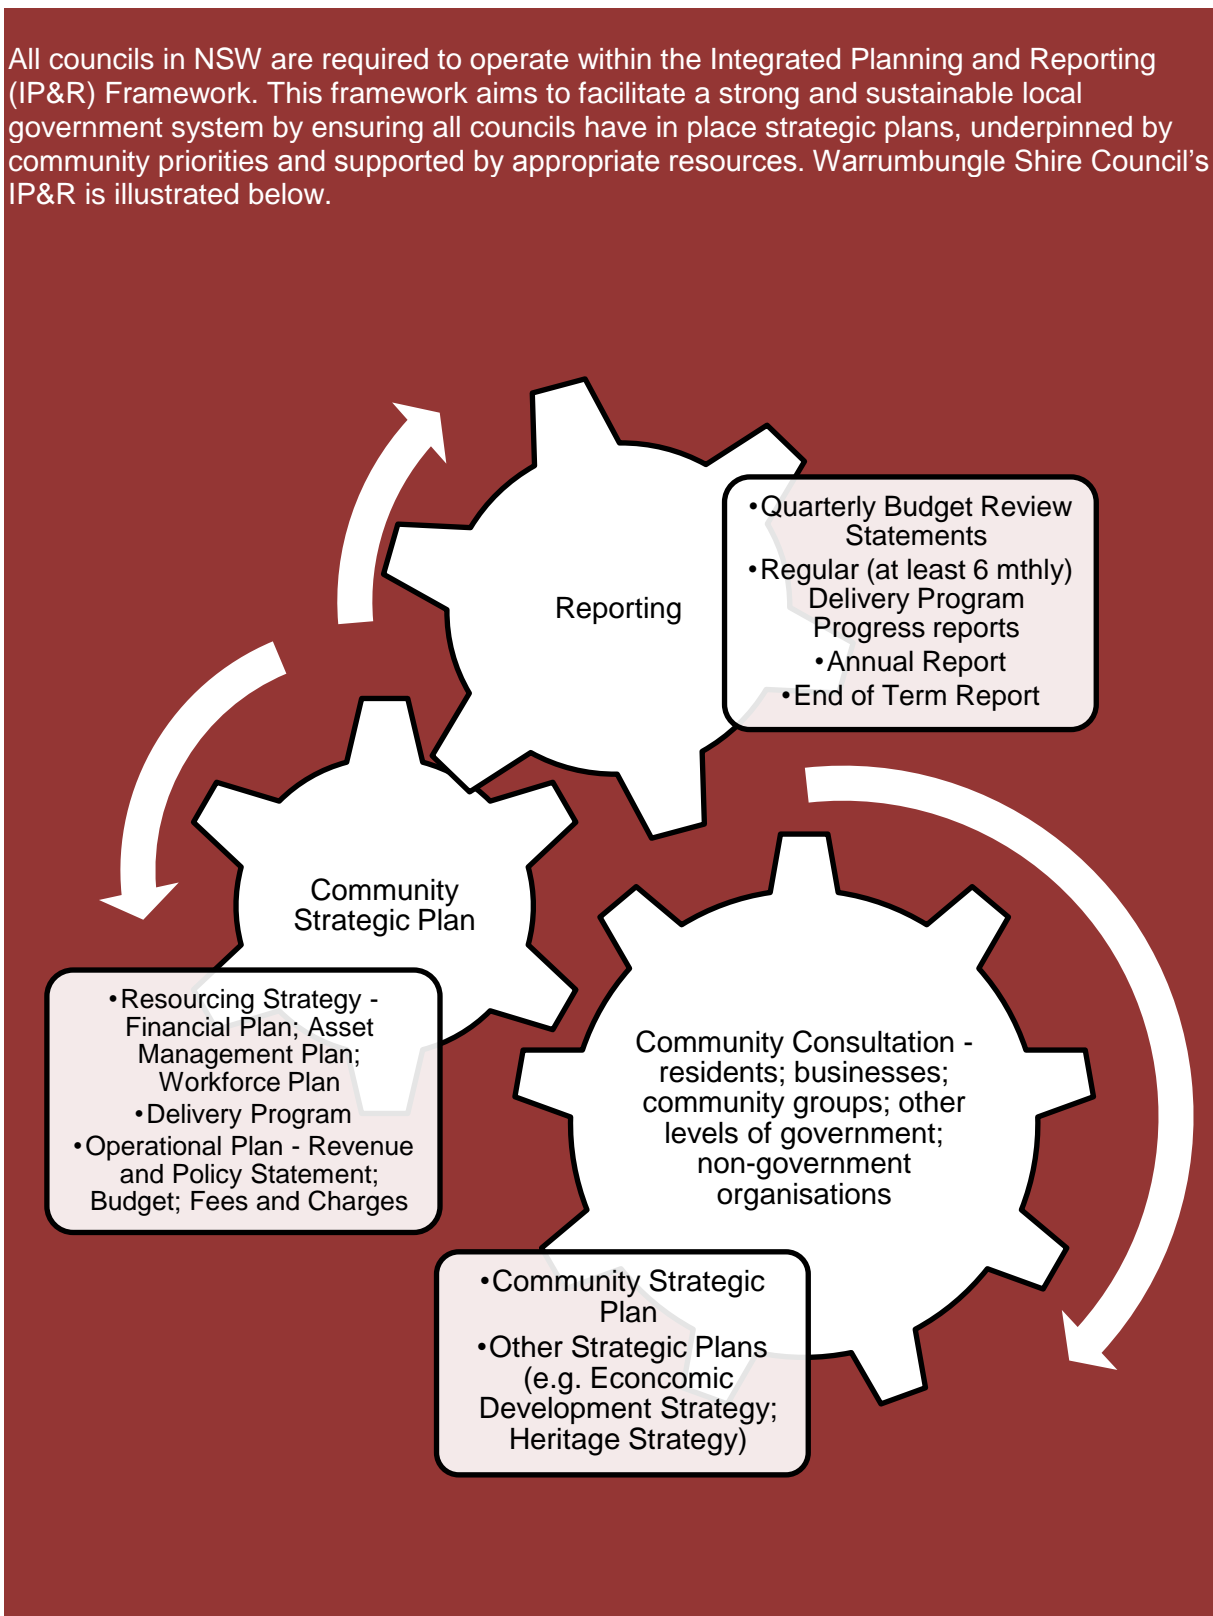 All councils in NSW are required to operate within the Integrated Planning and Reporting
(IP&R) Framework. This framework aims to facilitate a strong and sustainable local
government system by ensuring all councils have in place strategic plans, underpinned by
community priorities and supported by appropriate resources. Warrumbungle Shire Council's
IP&R is illustrated below.
Reporting
•Quarterly Budget Review
Statements
•Regular (at least 6 mthly)
Delivery Program
Progress reports
•Annual Report
•End of Term Report
Community
Strategic Plan
•Resourcing Strategy -
Financial Plan; Asset
Management Plan;
Workforce Plan
•Delivery Program
•Operational Plan - Revenue
and Policy Statement;
Budget; Fees and Charges
Community Consultation -
residents; businesses;
community groups; other
levels of government;
non-government
organisations
•Community Strategic
Plan
•Other Strategic Plans
(e.g. Econcomic
Development Strategy;
Heritage Strategy)